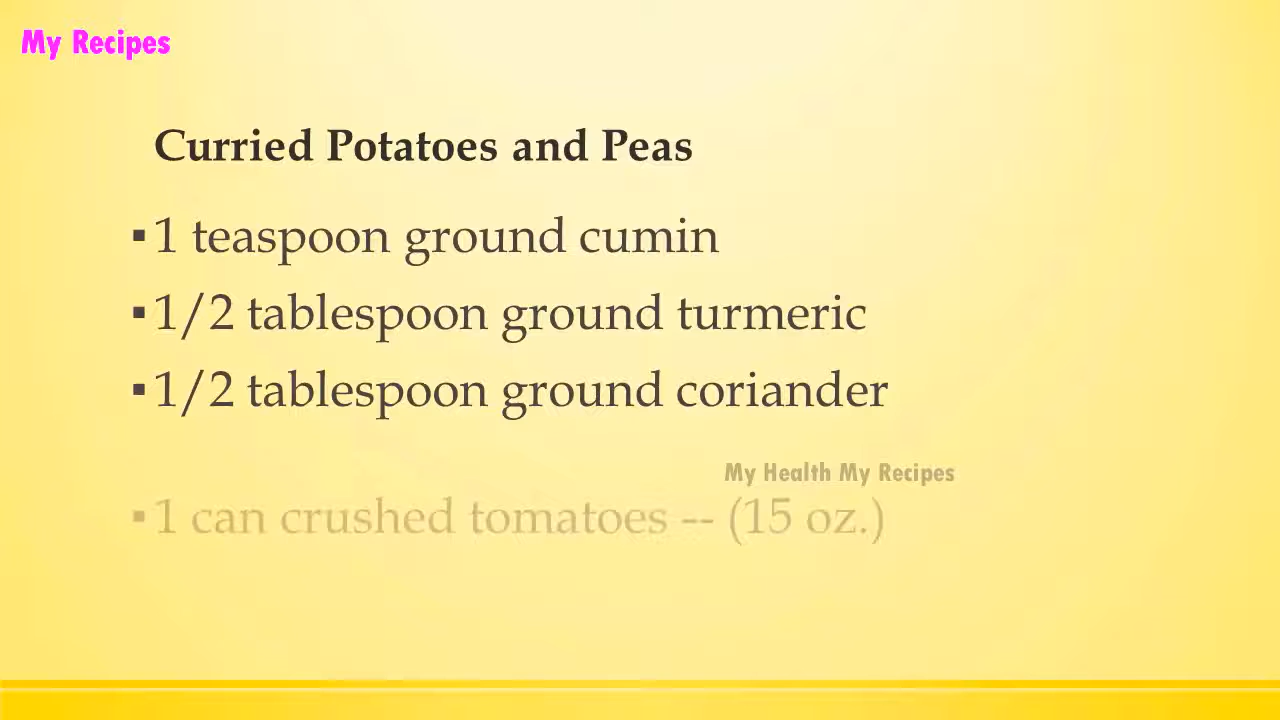 My Recipes
Curried Potatoes and Peas
▪1 teaspoon ground cumin
▪1/2 tablespoon ground turmeric
▪1/2 tablespoon ground coriander
My Health My Recipes
▪1 can crushed tomatoes -- (15 oz.)